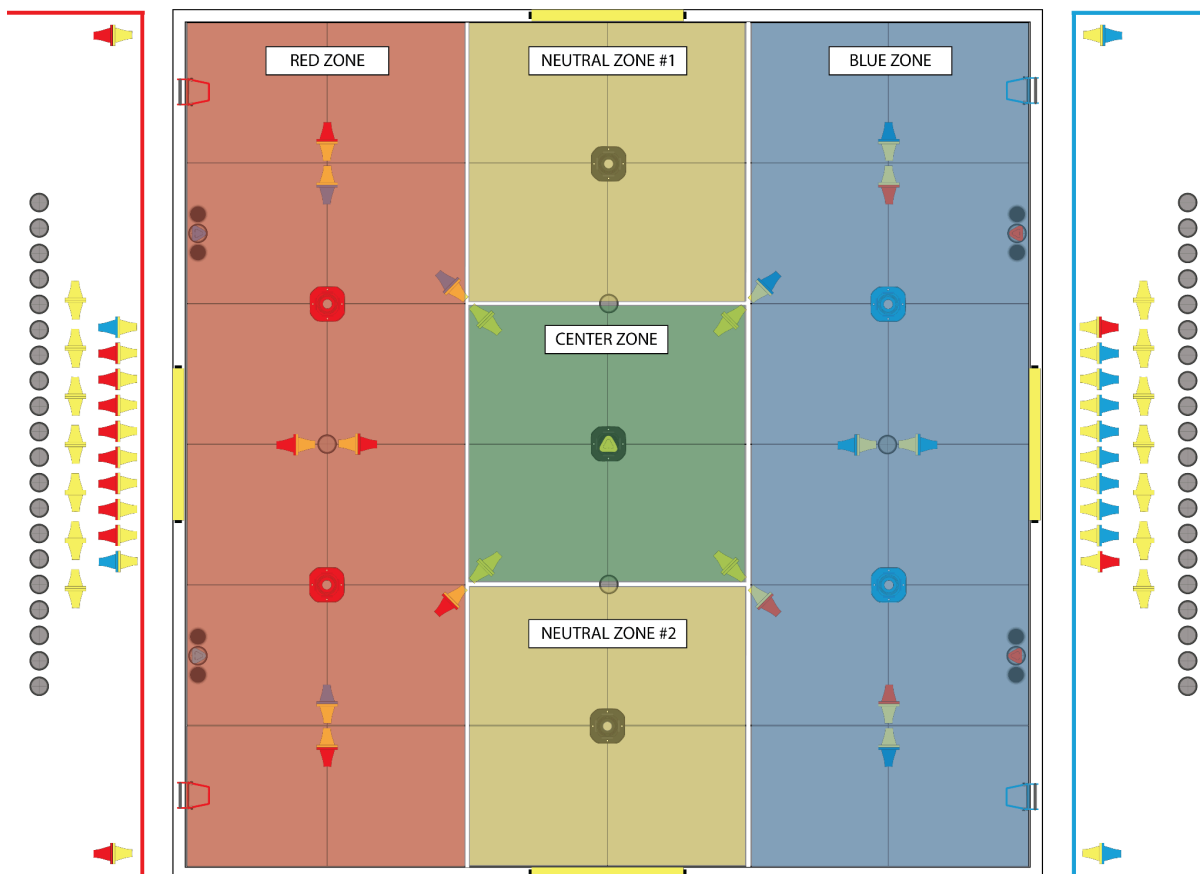 RED ZONE
NEUTRAL ZONE #1
BLUE ZONE
CENTER ZONE
NEUTRAL ZONE #2